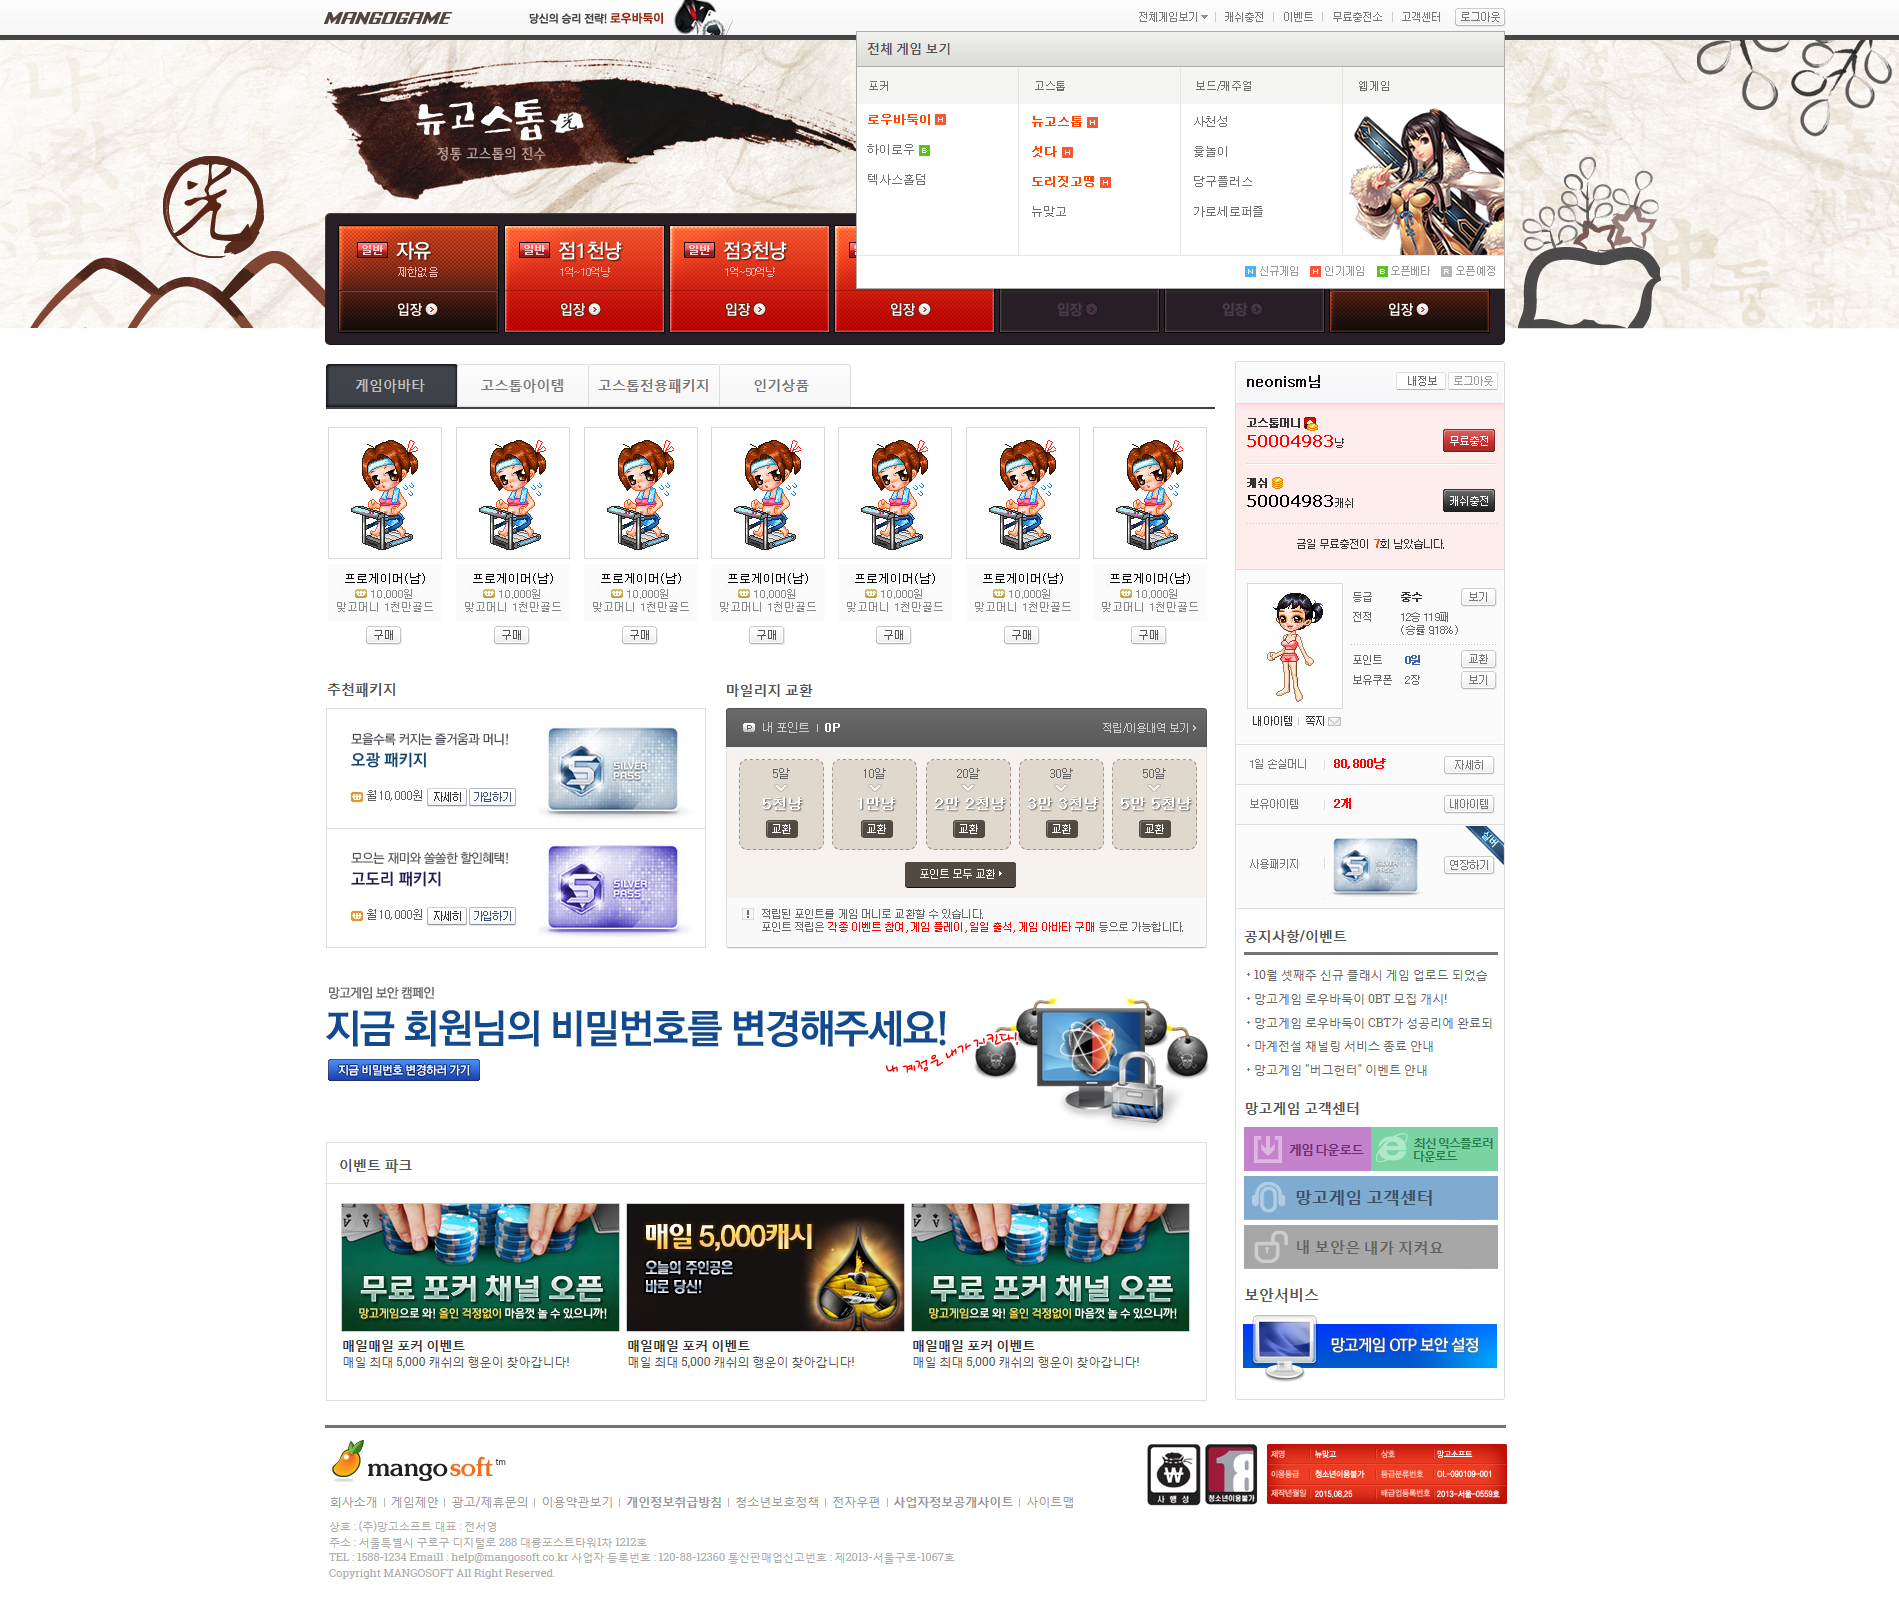 MANGOGAME
당신의 승리 전략! 로우바둑이
전체게임보기
캐쉬충전
이벤트
무료충전소
고객센터
로그아웃
전체 게임 보기
포커
고스톱
보드/캐주얼
웹게임
로우바둑이 H
하이로우 B
텍사스홀덤
뉴고스톱 H
섯다 H
도리짓고땡 H
뉴맞고
사천성
윷놀이
당구플러스
가로세로퍼즐
N 신규게임
H 인기게임
B 오픈베타
R 오픈예정
光
뉴고스톱 光
정통 고스톱의 진수
일반 자유
제한없음
입장
일반 점1천냥
1억~10억냥
입장
일반 점3천냥
1억~50억냥
입장
입장
입장
입장
입장
게임아바타
고스톱아이템
고스톱전용패키지
인기상품
프로게이머(남)
10,000원
맞고머니 1천만골드
구매
프로게이머(남)
10,000원
맞고머니 1천만골드
구매
프로게이머(남)
10,000원
맞고머니 1천만골드
구매
프로게이머(남)
10,000원
맞고머니 1천만골드
구매
프로게이머(남)
10,000원
맞고머니 1천만골드
구매
프로게이머(남)
10,000원
맞고머니 1천만골드
구매
프로게이머(남)
10,000원
맞고머니 1천만골드
구매
추천패키지
모을수록 커지는 즐거움과 머니!
오광 패키지
월10,000원 자세히 가입하기
SILVER
PASS
모으는 재미와 쏠쏠한 할인혜택!
고도리 패키지
월10,000원 자세히 가입하기
SILVER
PASS
마일리지 교환
P 내 포인트 | 0P
적립/이용내역 보기
5알
5천냥
교환
10알
1만냥
교환
20알
2만 2천냥
교환
30알
3만 3천냥
교환
50알
5만 5천냥
교환
포인트 모두 교환
! 적립된 포인트를 게임 머니로 교환할 수 있습니다.
포인트 적립은 각종 이벤트 참여, 게임 플레이, 일일 출석, 게임 아바타 구매 등으로 가능합니다.
망고게임 보안 캠페인
지금 회원님의 비밀번호를 변경해주세요!
내 계정은 내가 지킨다!
지금 비밀번호 변경하러 가기
이벤트 파크
무료 포커 채널 오픈
망고게임으로 와! 올인 걱정없이 마음껏 놀 수 있으니까!
매일매일 포커 이벤트
매일 최대 5,000 캐쉬의 행운이 찾아갑니다!
매일 5,000캐시
오늘의 주인공은
바로 당신!
매일매일 포커 이벤트
매일 최대 5,000 캐쉬의 행운이 찾아갑니다!
무료 포커 채널 오픈
망고게임으로 와! 올인 걱정없이 마음껏 놀 수 있으니까!
매일매일 포커 이벤트
매일 최대 5,000 캐쉬의 행운이 찾아갑니다!
neonism님
내정보
로그아웃
고스톱머니
50004983냥
무료충전
캐쉬
50004983캐쉬
캐쉬충전
금일 무료충전이 7회 남았습니다.
등급 중수 보기
전적 12승 119패
(승률 9.18%)
포인트 0원 교환
보유쿠폰 2장 보기
내아이템 | 쪽지
1일 손실머니 80,800냥 자세히
보유아이템 2개 내아이템
사용패키지
SILVER
PASS
실버
연장하기
공지사항/이벤트
10월 셋째주 신규 플래시 게임 업로드 되었습
망고게임 로우바둑이 OBT 모집 개시!
망고게임 로우바둑이 CBT가 성공리에 완료되
마계전설 채널링 서비스 종료 안내
망고게임 "버그헌터" 이벤트 안내
망고게임 고객센터
게임 다운로드
최신 익스플로러
다운로드
망고게임 고객센터
내 보안은 내가 지켜요
보안서비스
망고게임 OTP 보안 설정
mangosoft tm
회사소개 | 게임제안 | 광고/제휴문의 | 이용약관보기 | 개인정보취급방침 | 청소년보호정책 | 전자우편 | 사업자정보공개사이트 | 사이트맵
상호 : (주)망고소프트 대표 : 전서영
주소 : 서울특별시 구로구 디지털로 288 대륭포스트타워1차 1212호
TEL : 1588-1234 Emaill : help@mangosoft.co.kr 사업자 등록번호 : 120-88-12360 통신판매업신고번호 : 제2013-서울구로-1067호
Copyright MANGOSOFT All Right Reserved.
사행성
18
청소년이용불가
제명 뉴맞고 상호 망고소프트
이용등급 청소년이용불가 등급분류번호 OL-090109-001
제작년월일 2015.08.25 배급업등록번호 2013-서울-0559호